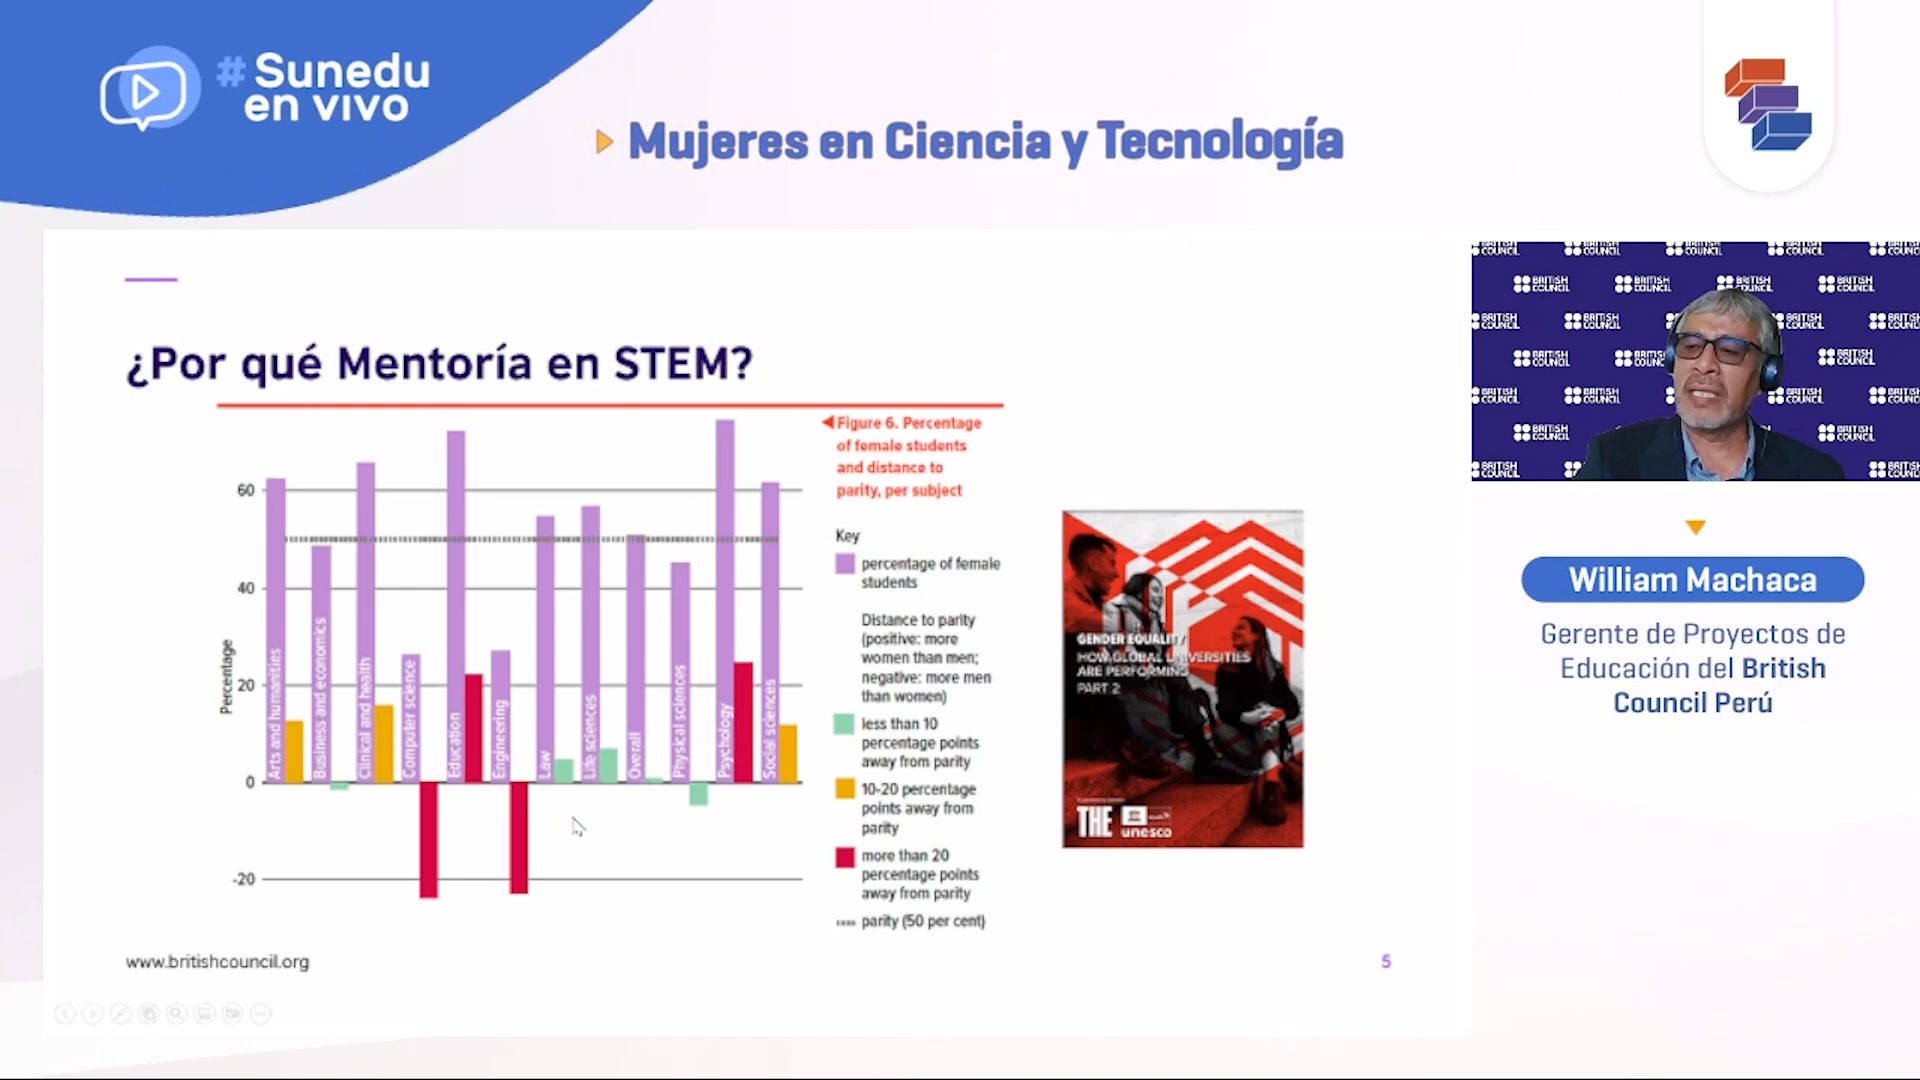 # Sunedu
en vivo
Mujeres en Ciencia y Tecnología
¿Por qué Mentoría en STEM?
Figure 6. Percentage
of female students
and distance to
parity, per subject
Key
percentage of female
students
Distance to parity
(positive: more
women than men;
negative: more men
than women)
less than 10
percentage points
away from parity
10-20 percentage
points away from
parity
more than 20
percentage points
away from parity
parity (50 per cent)
Percentage
60
40
20
0
-20
Arts and humanities
Business and economics
Clinical and health
Computer science
Education
Engineering
Law
Life sciences
Overall
Physical sciences
Psychology
Social sciences
GENDER EQUALITY
HOW GLOBAL UNIVERSITIES
ARE PERFORMING
PART 2
THE
unesco
www.britishcouncil.org
5
BRITISH
COUNCIL
William Machaca
Gerente de Proyectos de
Educación del British
Council Perú